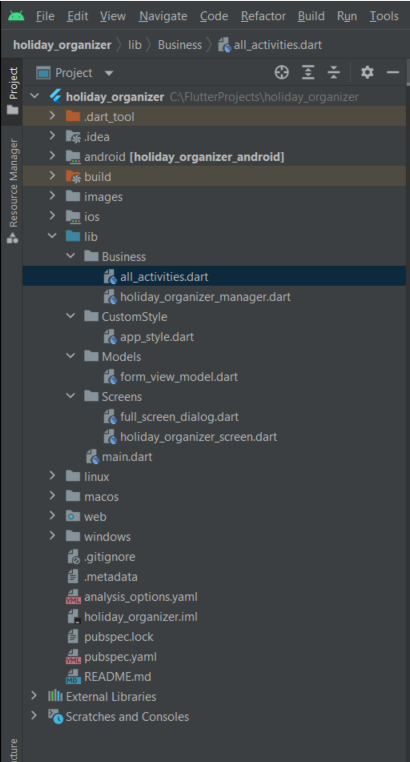 File Edit View Navigate Code Refactor Build Run Tools
holiday_organizer lib Business all_activities.dart
Project
Project
holiday_organizer C:\FlutterProjects\holiday_organizer
.dart_tool
.idea
android [holiday_organizer_android]
build
images
Resource Manager
ios
lib
Business
all_activities.dart
holiday_organizer_manager.dart
CustomStyle
app_style.dart
Models
form_view_model.dart
Screens
full_screen_dialog.dart
holiday_organizer_screen.dart
main.dart
linux
macos
web
windows
.gitignore
.metadata
analysis_options.yaml
holiday_organizer.iml
pubspec.lock
pubspec.yaml
README.md
External Libraries
Scratches and Consoles
cture